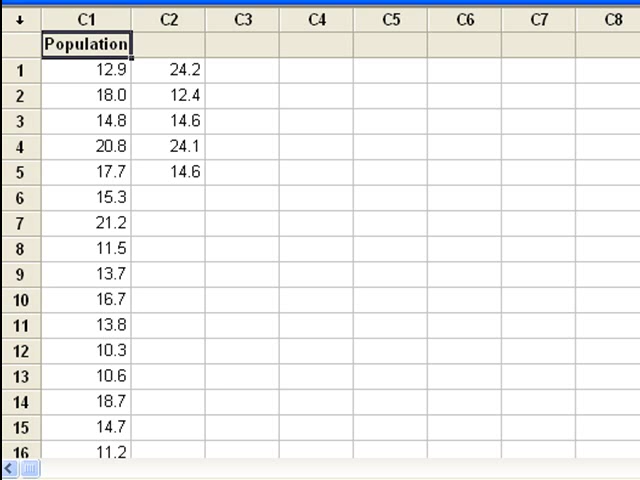 ↓ C1 C2 C3 C4 C5 C6 C7 C8
Population
1 12.9 24.2
2 18.0 12.4
3 14.8 14.6
4 20.8 24.1
5 17.7 14.6
6 15.3
7 21.2
8 11.5
9 13.7
10 16.7
11 13.8
12 10.3
13 10.6
14 18.7
15 14.7
16 11.2